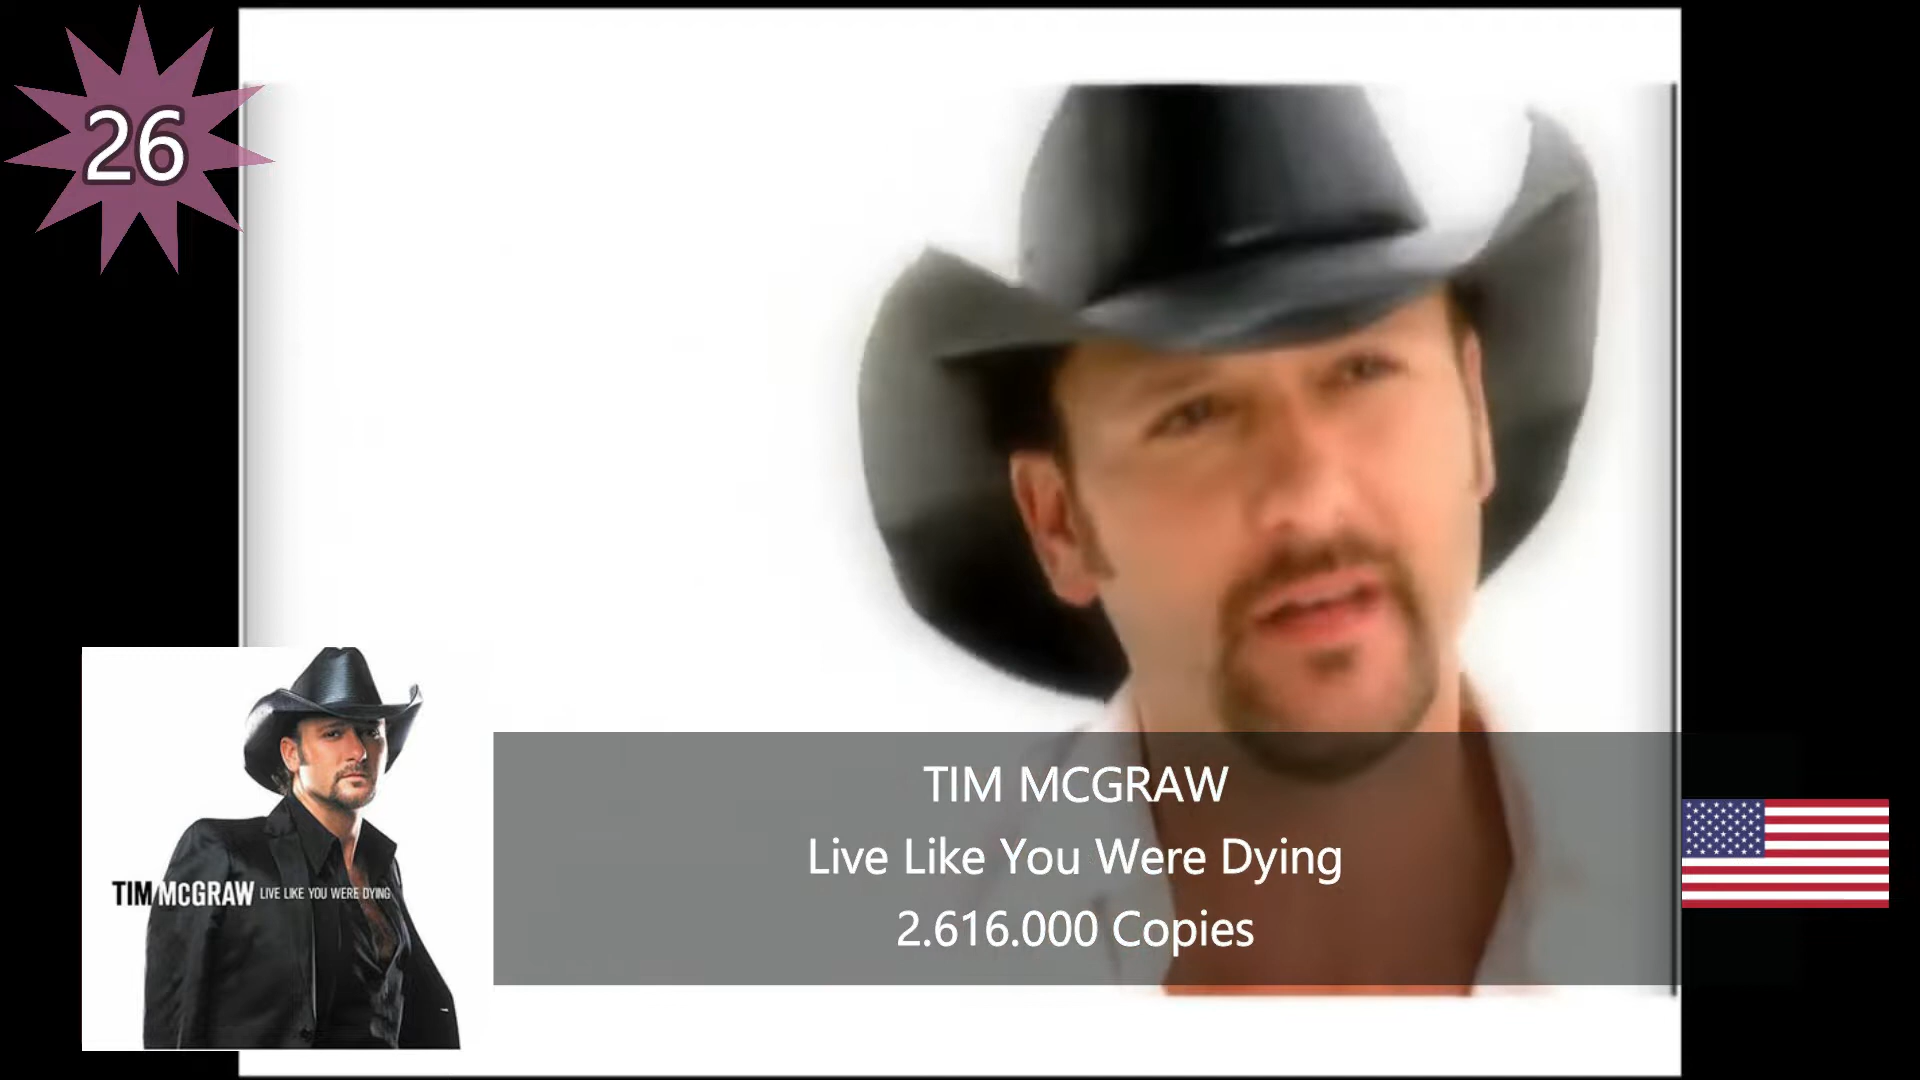 26
TIM MCGRAW LIVE LIKE YOU WERE DYING
TIM MCGRAW
Live Like You Were Dying
2.616.000 Copies